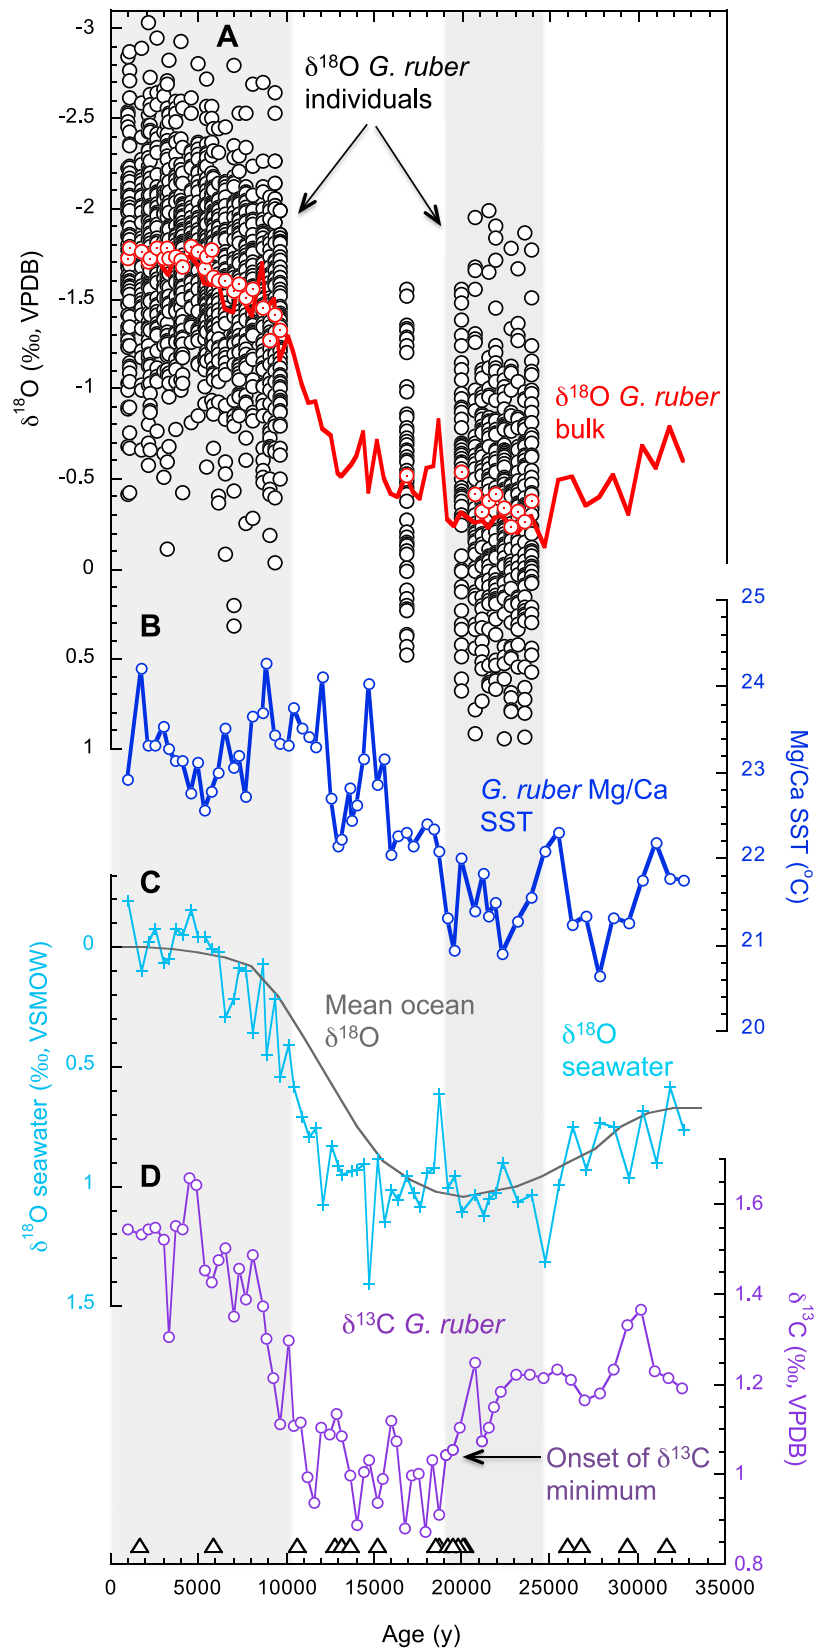 A
-3
-2.5
-2
-1.5
-1
-0.5
0
0.5
1
δ18O (‰, VPDB)
δ18O G. ruber
individuals
δ18O G. ruber
bulk
B
25
24
23
22
21
20
Mg/Ca SST (oC)
G. ruber Mg/Ca
SST
C
0
0.5
1
1.5
δ18O seawater (‰, VSMOW)
Mean ocean
δ18O
δ18O
seawater
D
1.6
1.4
1.2
1
0.8
δ13C (‰, VPDB)
δ13C G. ruber
Onset of δ13C
minimum
0 5000 10000 15000 20000 25000 30000 35000
Age (y)